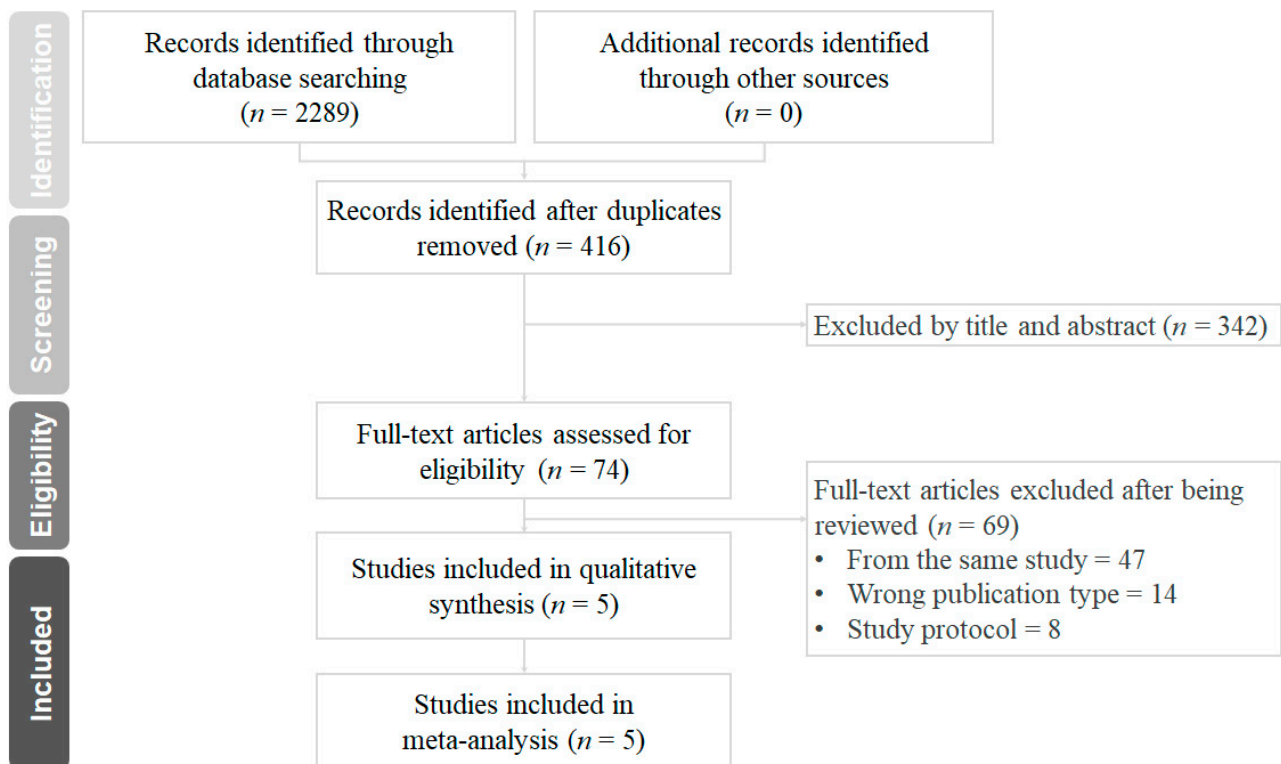 Identification
Records identified through
database searching
(n = 2289)
Additional records identified
through other sources
(n = 0)
Records identified after duplicates
removed (n = 416)
Screening
Excluded by title and abstract (n = 342)
Eligibility
Full-text articles assessed for
eligibility (n = 74)
Full-text articles excluded after being
reviewed (n = 69)
• From the same study = 47
• Wrong publication type = 14
• Study protocol = 8
Included
Studies included in qualitative
synthesis (n = 5)
Studies included in
meta-analysis (n = 5)